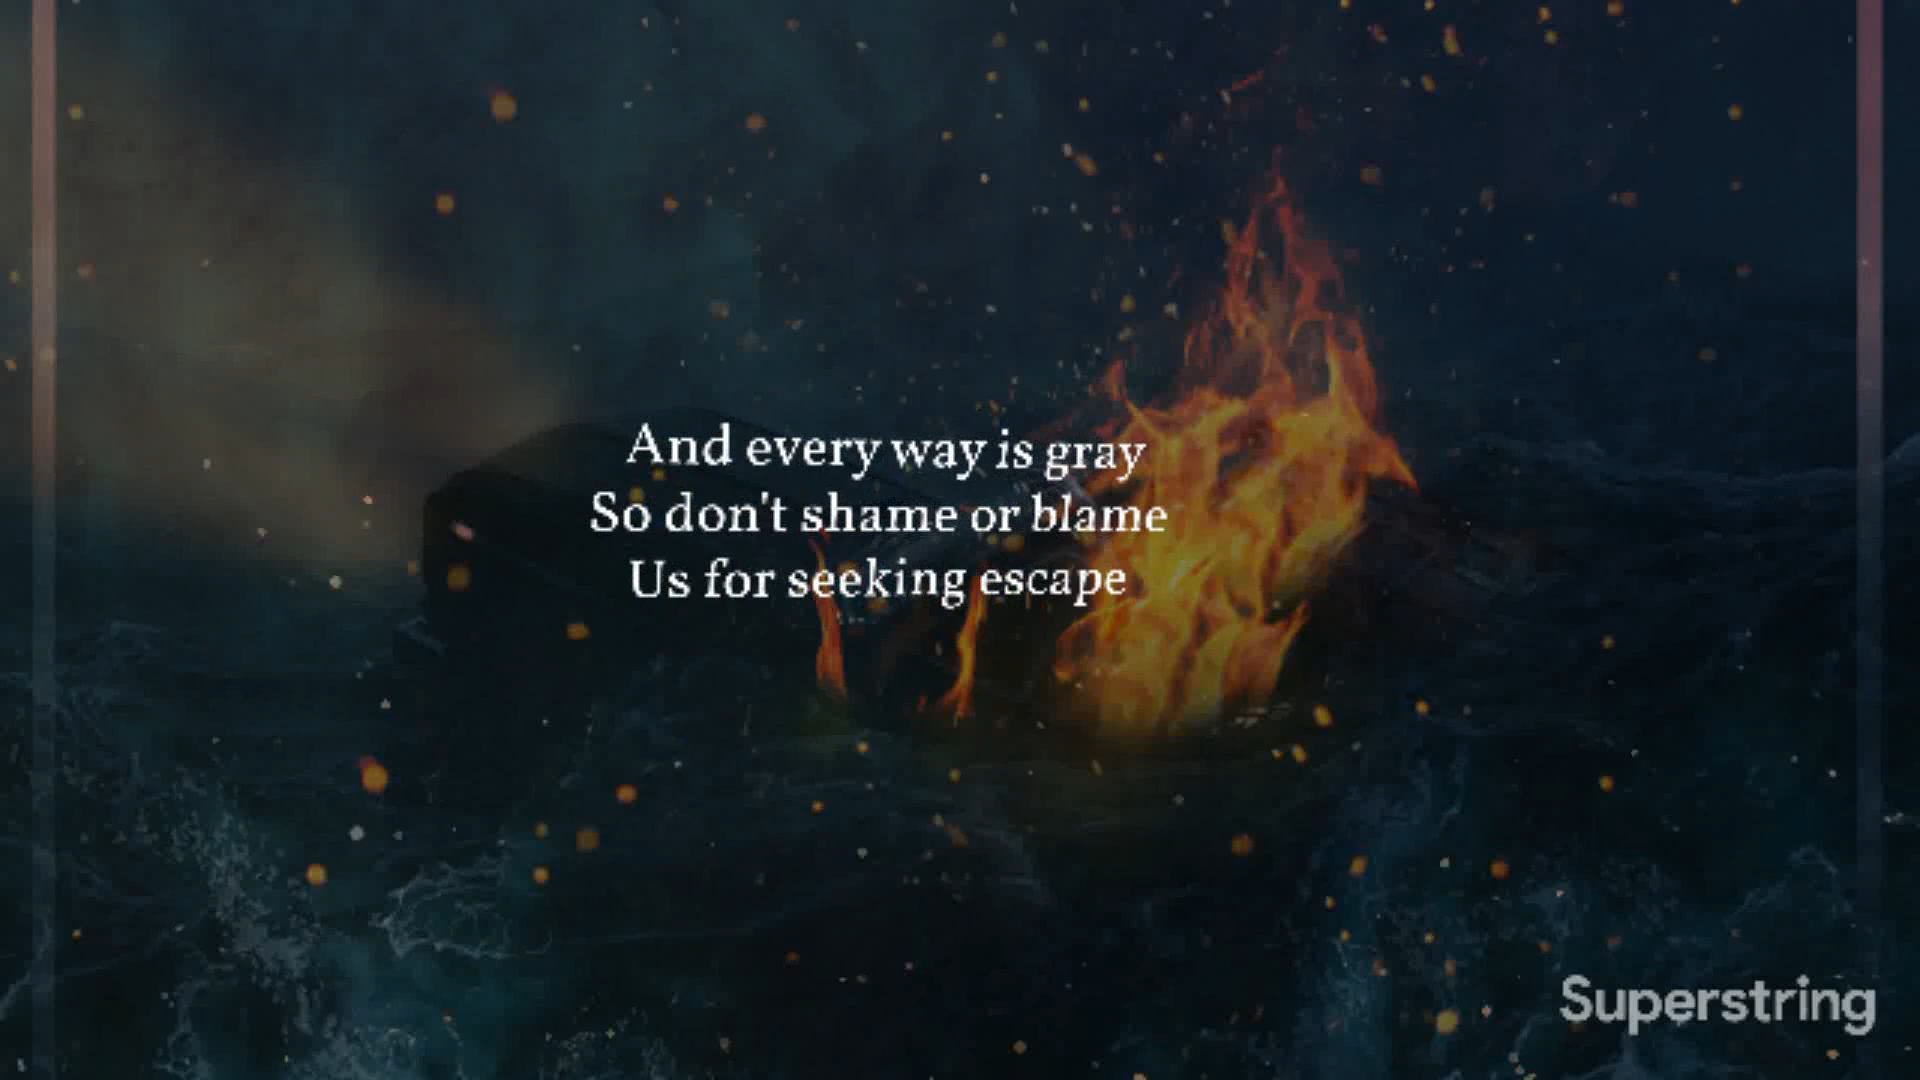 And every way is gray
So don't shame or blame
Us for seeking escape
Superstring